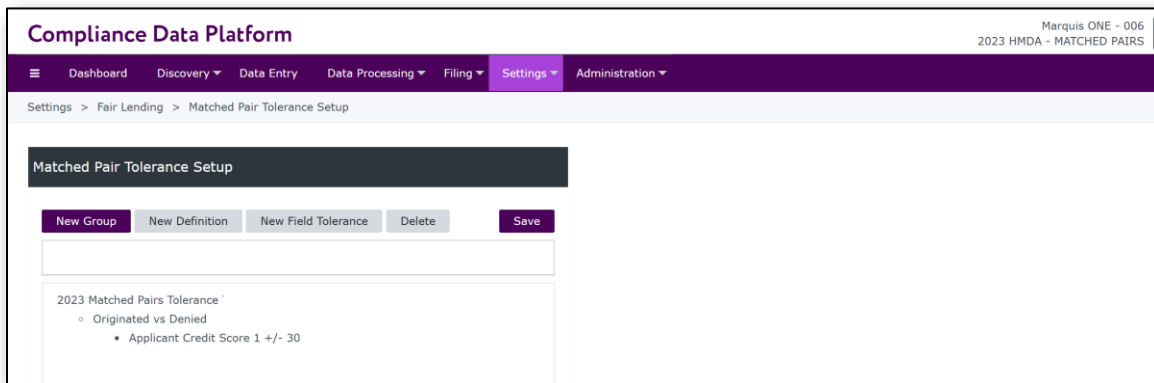 Compliance Data Platform
Marquis ONE - 006
2023 HMDA - MATCHED PAIRS
Dashboard Discovery Data Entry Data Processing Filing Settings Administration
Settings > Fair Lending > Matched Pair Tolerance Setup
Matched Pair Tolerance Setup
New Group New Definition New Field Tolerance Delete Save
2023 Matched Pairs Tolerance
Originated vs Denied
Applicant Credit Score 1 +/- 30